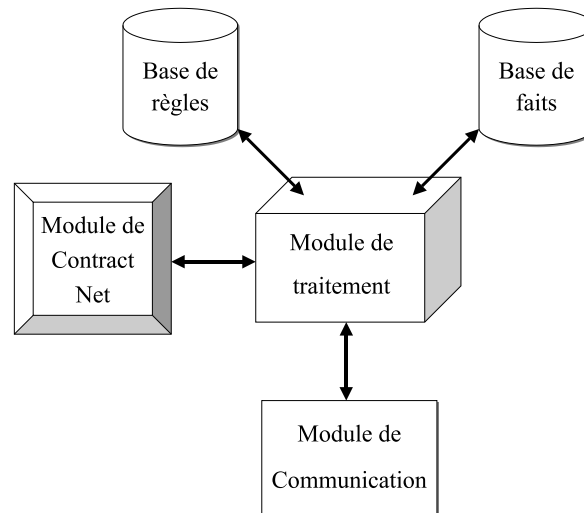 Base de
règles
Base de
faits
Module de
Contract
Net
Module de
traitement
Module de
Communication